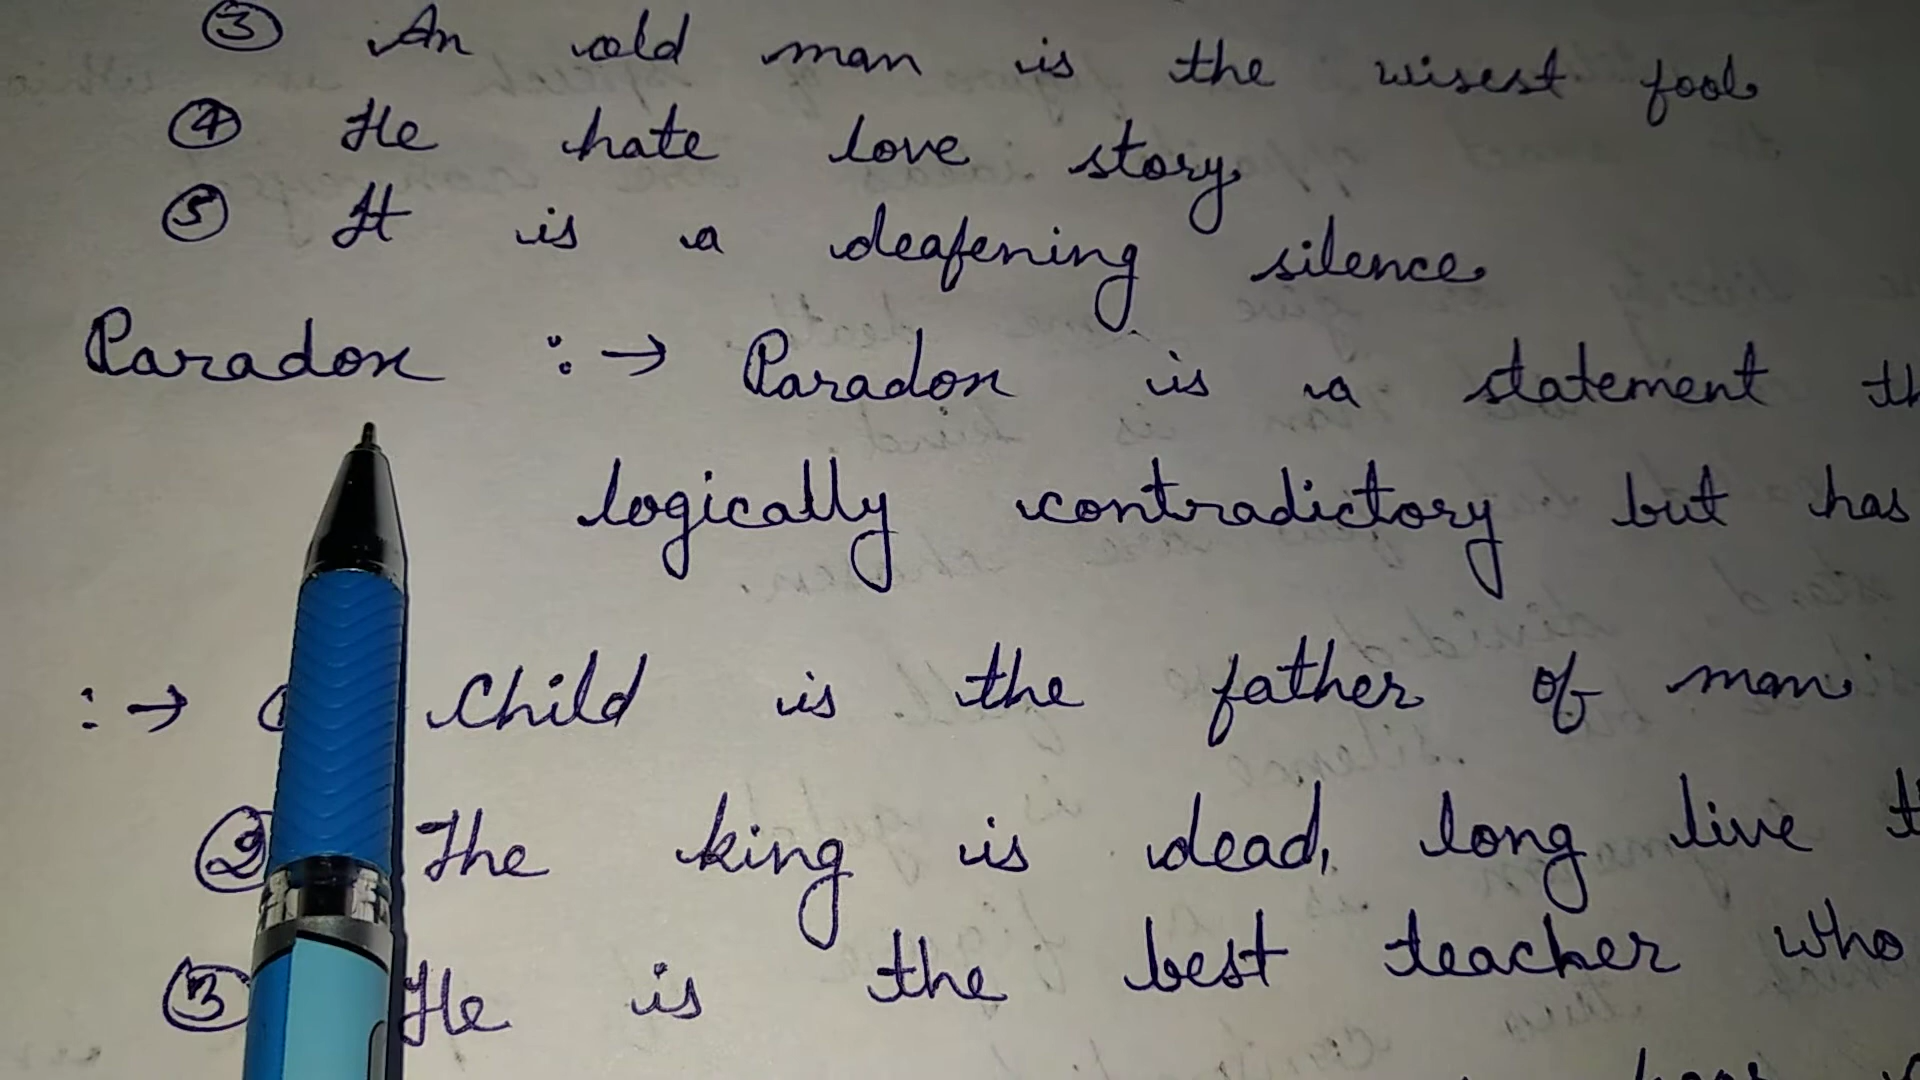 ③ An old man is the wisest fool.
④ He hate love story.
⑤ It is a deafening silence.
Paradox :→ Paradox is a statement th
logically contradictory but has
:→ Child is the father of man.
② The king is dead, long live t
③ He is the best teacher who